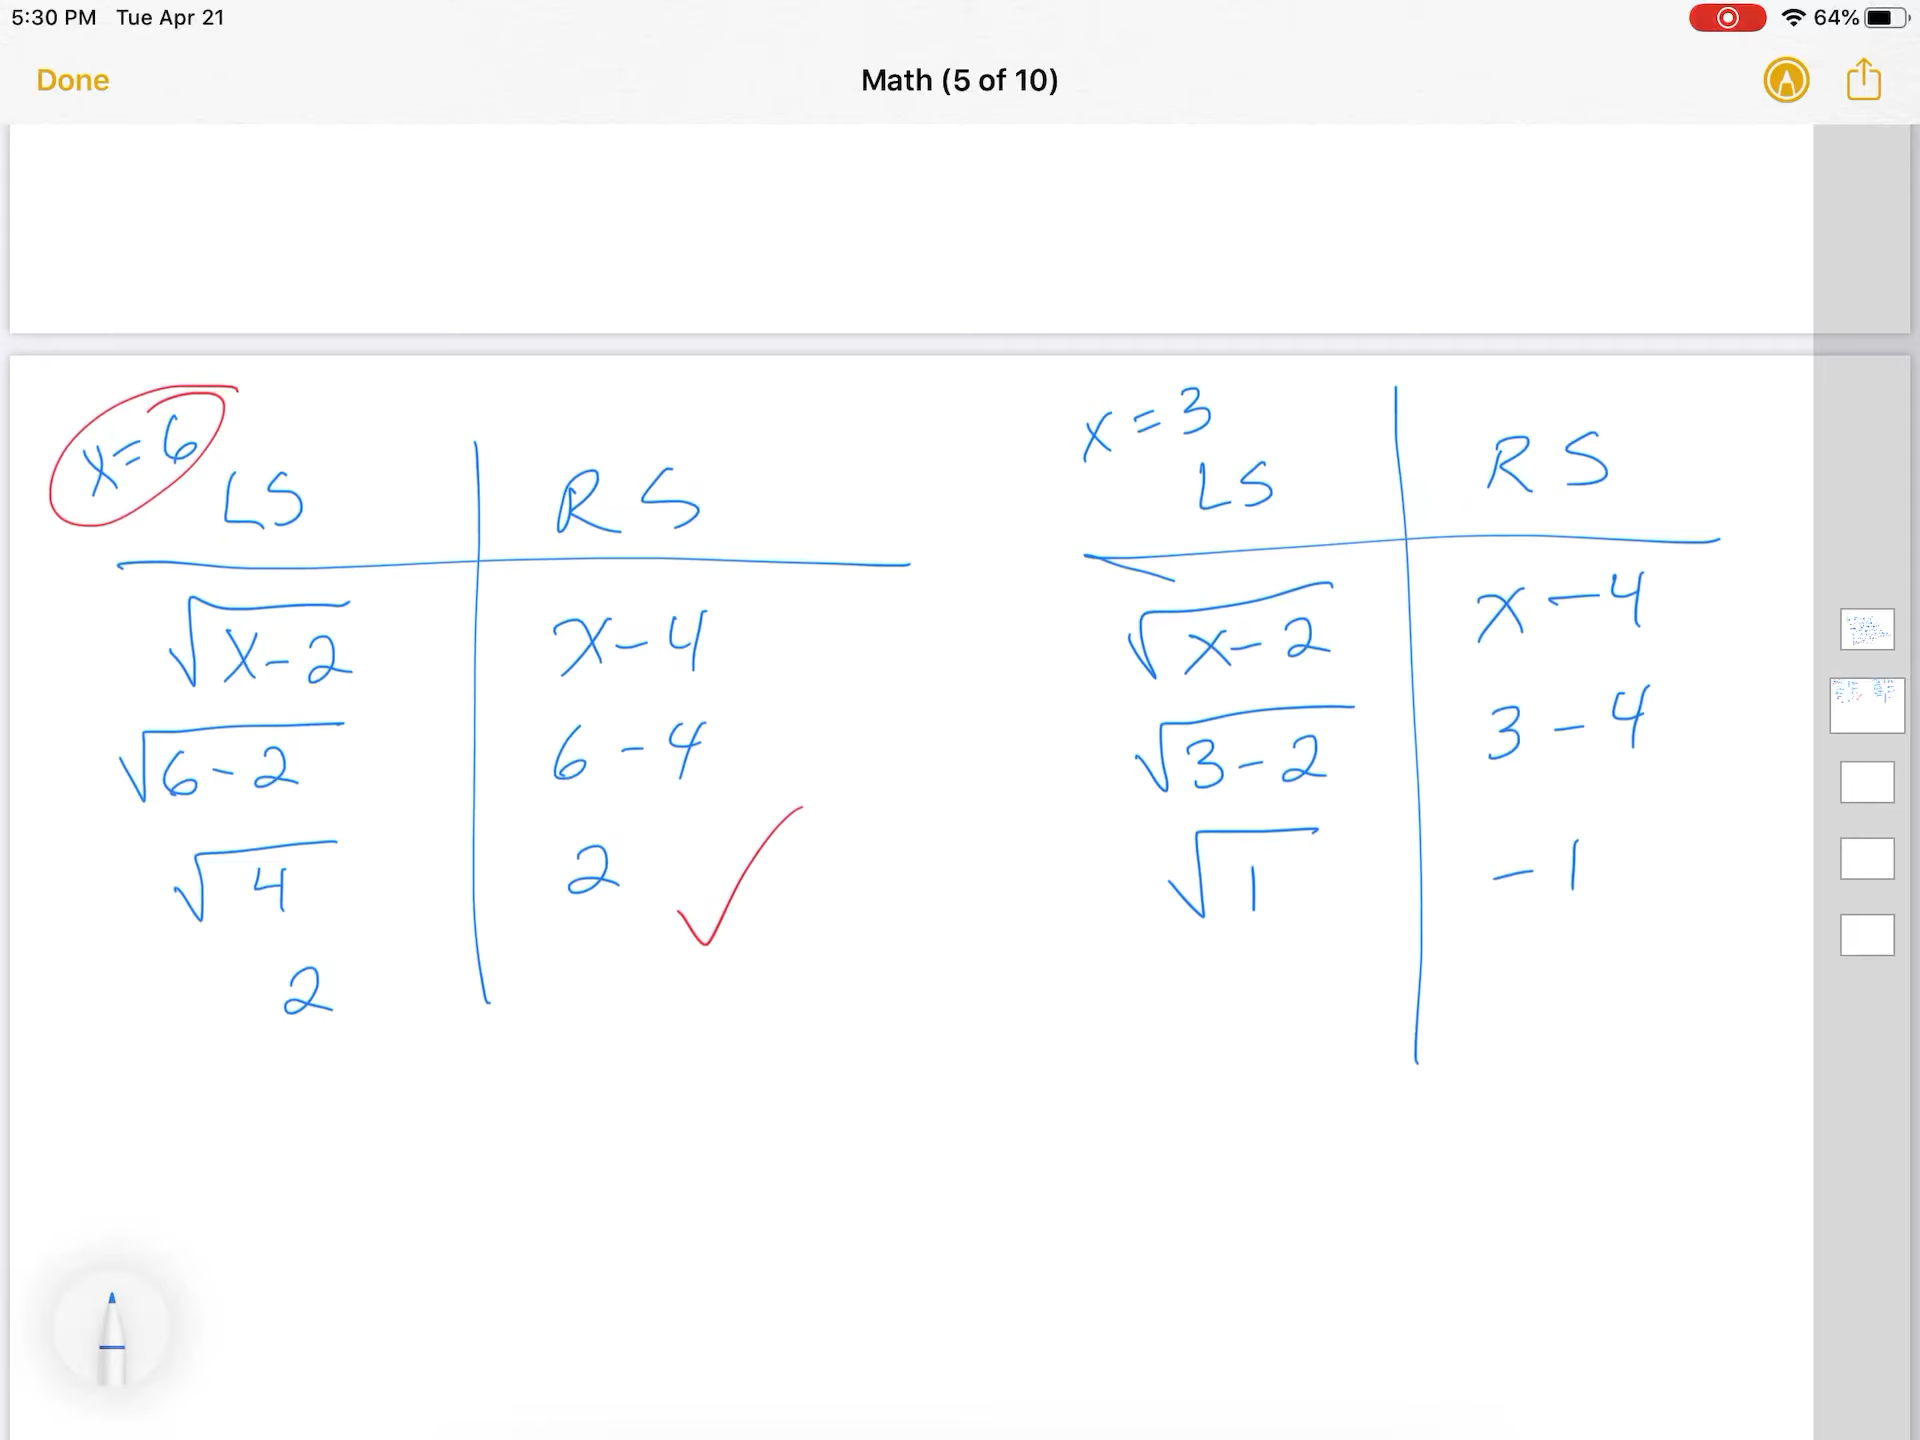 5:30 PM Tue Apr 21
64%
Done
Math (5 of 10)
x=6
LS RS
√x-2 x-4
√6-2 6-4
√4 2
2
x=3
LS RS
√x-2 x-4
√3-2 3-4
√1 -1